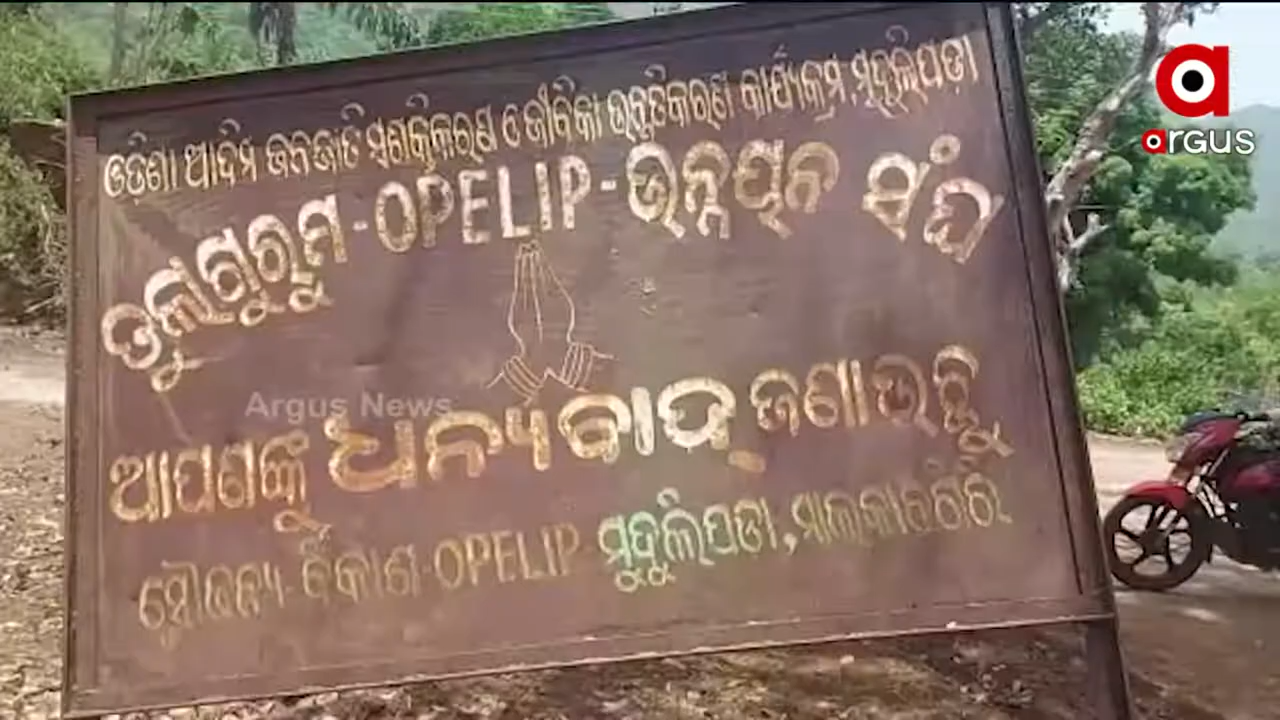 ଓଡ଼ିଶା ଆଦିମ ଜନଜାତି ସଶକ୍ତିକରଣ ଓ ଜୀବିକା ଉନ୍ନତିକରଣ କାର୍ଯ୍ୟକ୍ରମ, ମୁଦୁଲିପଡା
ତୁଲାଗୁରୁମ-OPELIP-ଉନ୍ନୟନ ସଂଘ
ଆପଣଙ୍କୁ ଧନ୍ୟବାଦ୍ ଜଣାଉଛୁ
ସୌଜନ୍ୟ-ବିକାଶ-OPELIP ମୁଦୁଲିପଡା, ମାଲକାନଗିରି
argus
Argus News